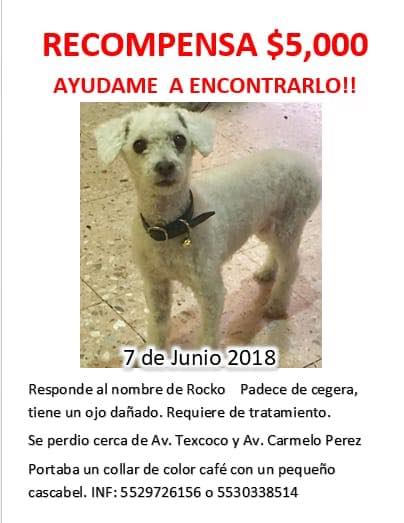 RECOMPENSA $5,000
AYUDAME A ENCONTRARLO!!
7 de Junio 2018
Responde al nombre de Rocko Padece de cegera,
tiene un ojo dañado. Requiere de tratamiento.
Se perdio cerca de Av. Texcoco y Av. Carmelo Perez
Portaba un collar de color café con un pequeño
cascabel. INF: 5529726156 o 5530338514